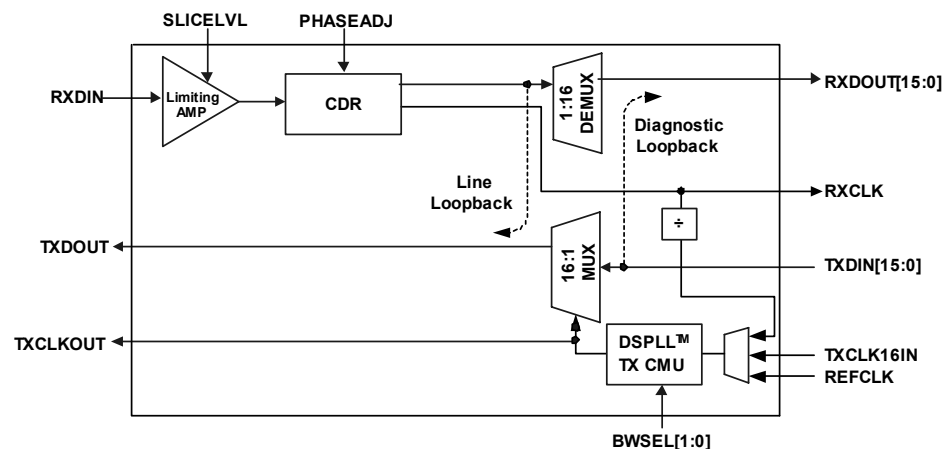 SLICELVL
PHASEADJ
RXDIN
Limiting
AMP
CDR
1:16
DEMUX
RXDOUT[15:0]
Diagnostic
Loopback
Line
Loopback
RXCLK
÷
TXDOUT
16:1
MUX
TXDIN[15:0]
TXCLKOUT
DSPLL™
TX CMU
TXCLK16IN
REFCLK
BWSEL[1:0]